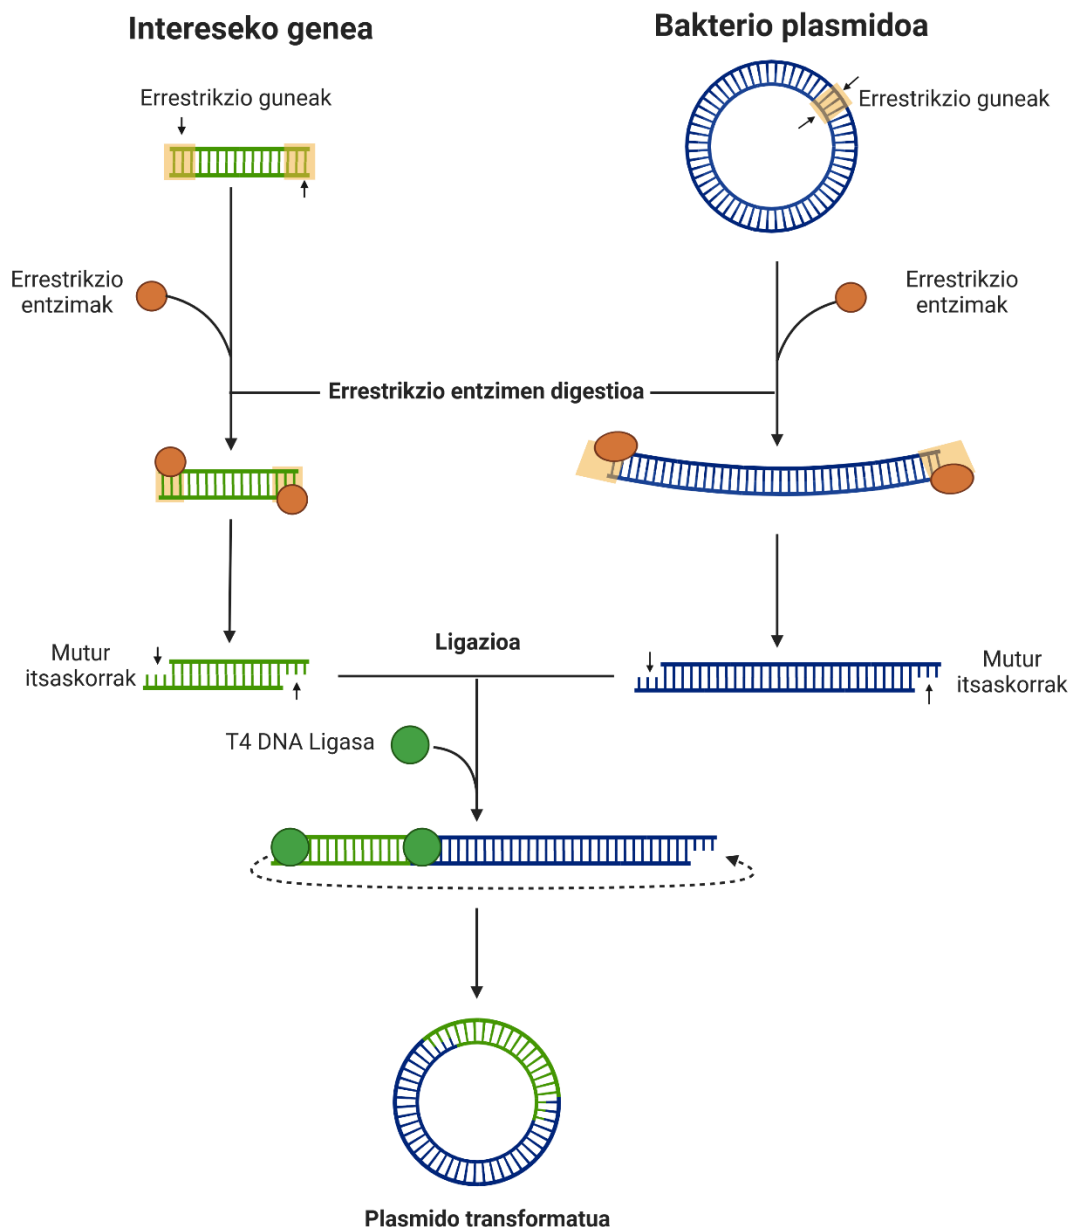 Intereseko genea
Bakterio plasmidoa
Errestrikzio guneak
Errestrikzio guneak
Errestrikzio
entzimak
Errestrikzio
entzimak
Errestrikzio entzimen digestioa
Ligazioa
Mutur
itsaskorrak
Mutur
itsaskorrak
T4 DNA Ligasa
Plasmido transformatua